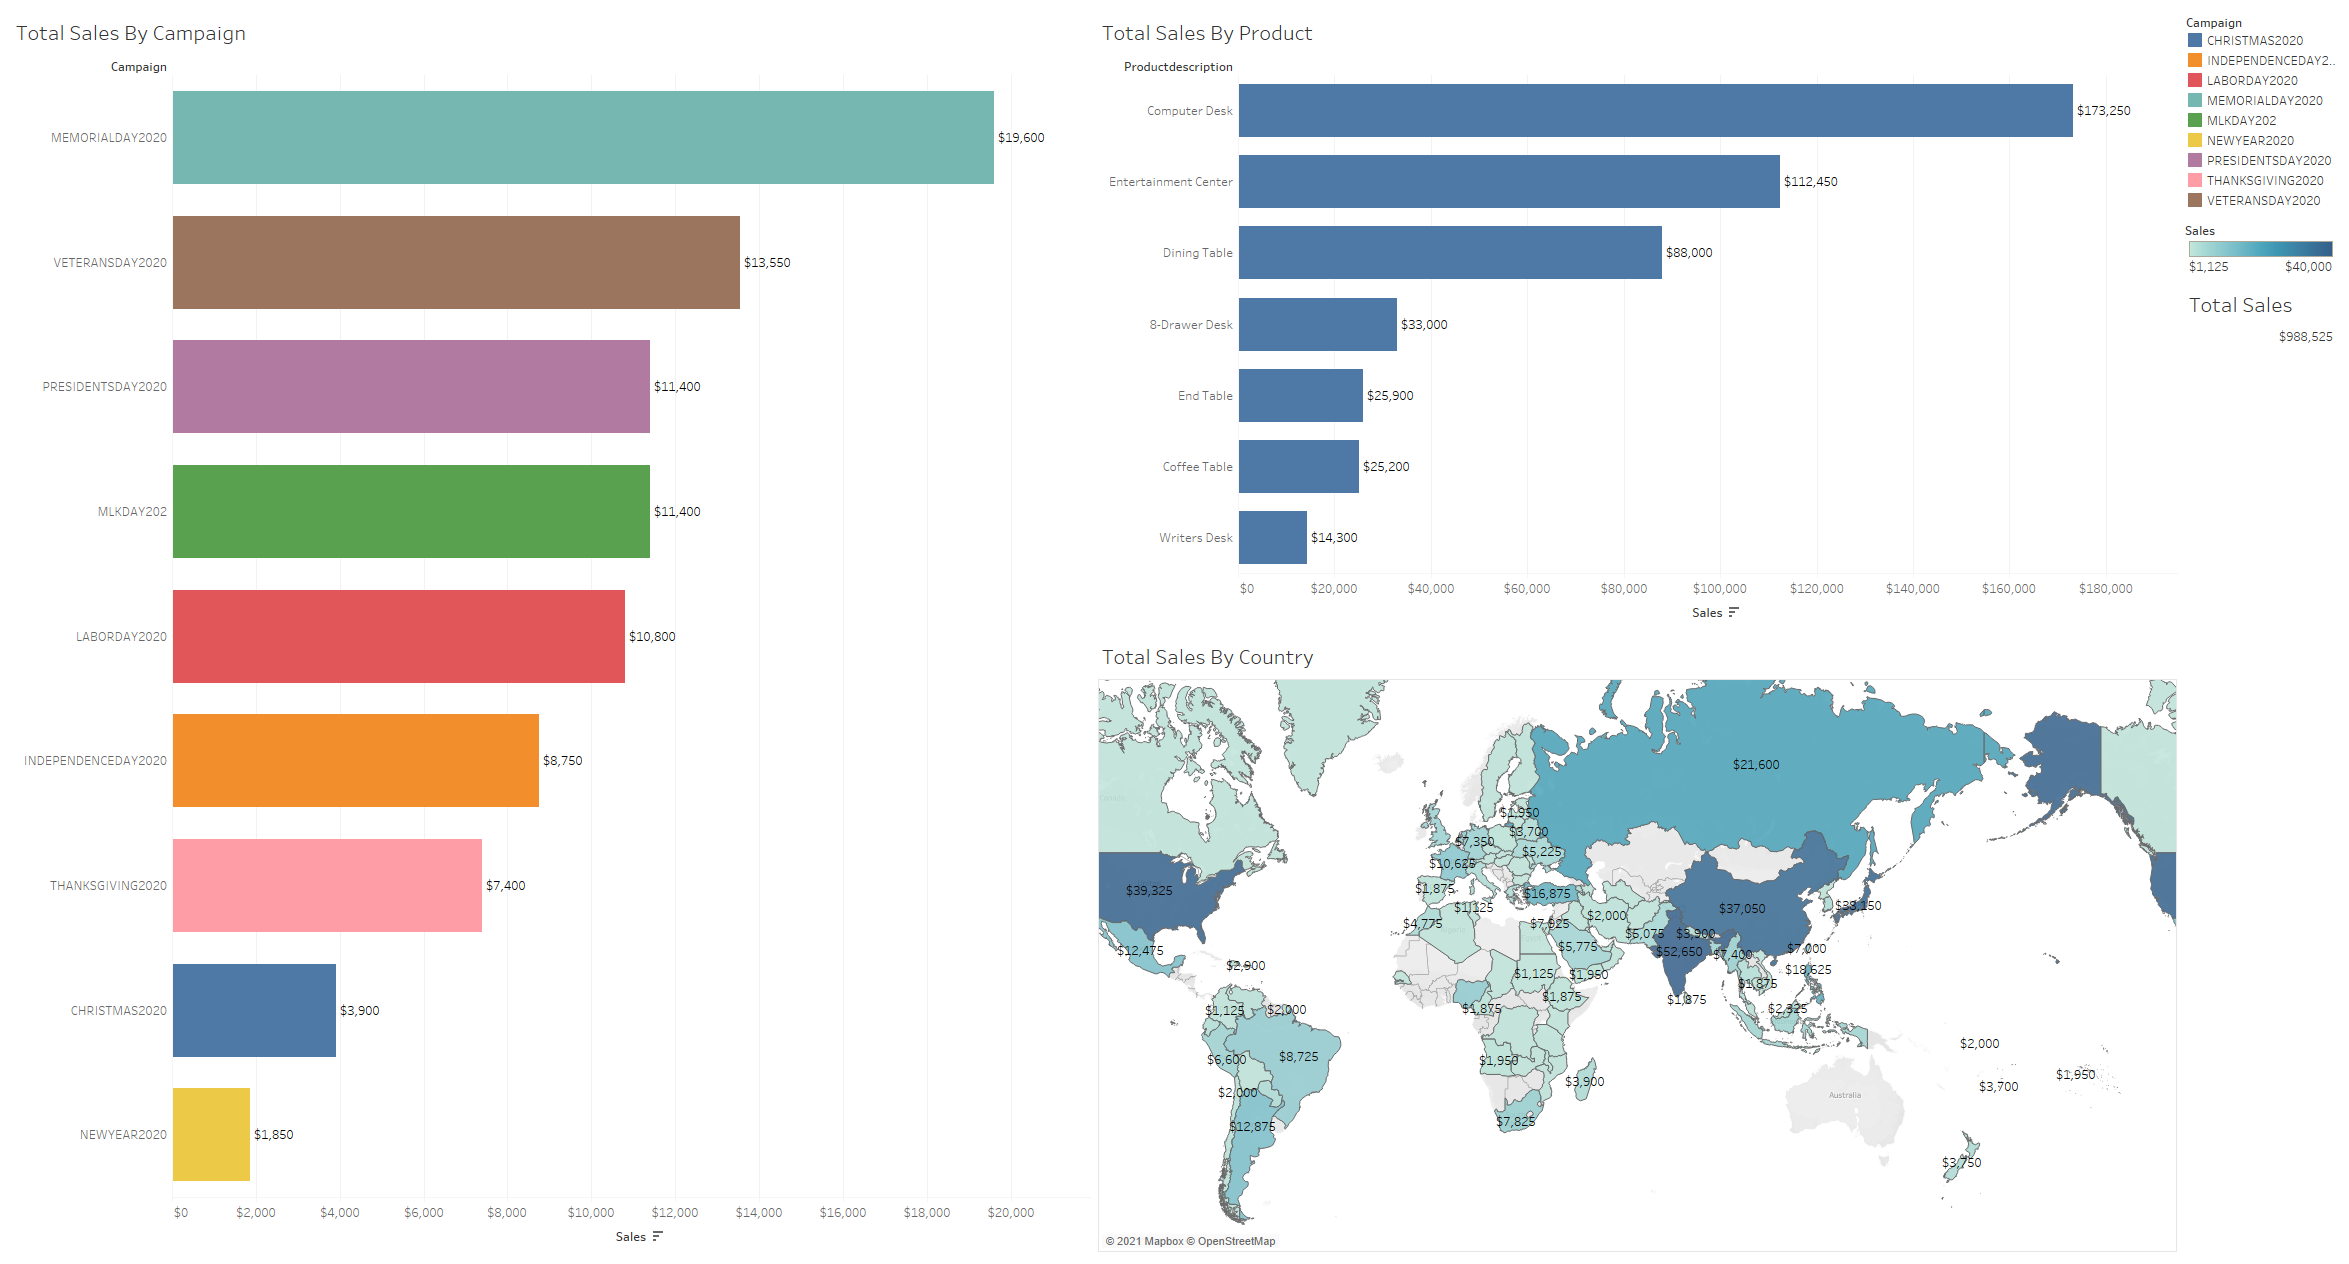 Total Sales By Campaign
Campaign
MEMORIALDAY2020
$19,600
VETERANSDAY2020
$13,550
PRESIDENTSDAY2020
$11,400
MLKDAY202
$11,400
LABORDAY2020
$10,800
INDEPENDENCEDAY2020
$8,750
THANKSGIVING2020
$7,400
CHRISTMAS2020
$3,900
NEWYEAR2020
$1,850
$0 $2,000 $4,000 $6,000 $8,000 $10,000 $12,000 $14,000 $16,000 $18,000 $20,000
Sales
Total Sales By Product
Productdescription
Computer Desk
$173,250
Entertainment Center
$112,450
Dining Table
$88,000
8-Drawer Desk
$33,000
End Table
$25,900
Coffee Table
$25,200
Writers Desk
$14,300
$0 $20,000 $40,000 $60,000 $80,000 $100,000 $120,000 $140,000 $160,000 $180,000
Sales
Total Sales By Country
$21,600
$1,950
$3,700
$7,350
$5,225
$10,625
$39,325
$1,875
$16,875
$1,125
$37,050
$38,150
$2,000
$4,775
$7,925
$5,075
$3,900
$5,775
$12,475
$52,650
$7,400
$7,000
$2,900
$1,125
$1,950
$18,625
$1,875
$1,875
$1,875
$1,125
$2,000
$1,875
$2,325
$2,000
$6,600
$8,725
$1,950
$3,900
$1,950
$3,700
$2,000
Australia
$12,875
$7,825
$3,750
© 2021 Mapbox © OpenStreetMap
Campaign
CHRISTMAS2020
INDEPENDENCEDAY2..
LABORDAY2020
MEMORIALDAY2020
MLKDAY202
NEWYEAR2020
PRESIDENTSDAY2020
THANKSGIVING2020
VETERANSDAY2020
Sales
$1,125 $40,000
Total Sales
$988,525